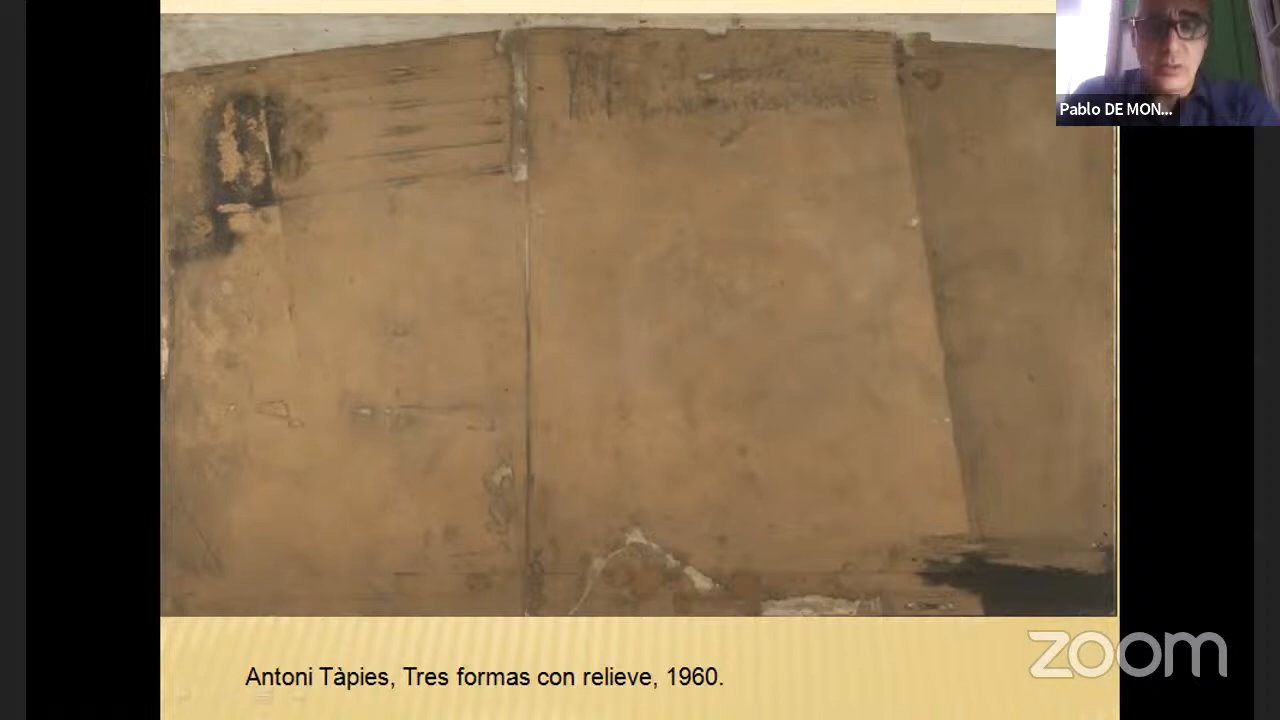 Pablo DE MON...
zoom
Antoni Tàpies, Tres formas con relieve, 1960.